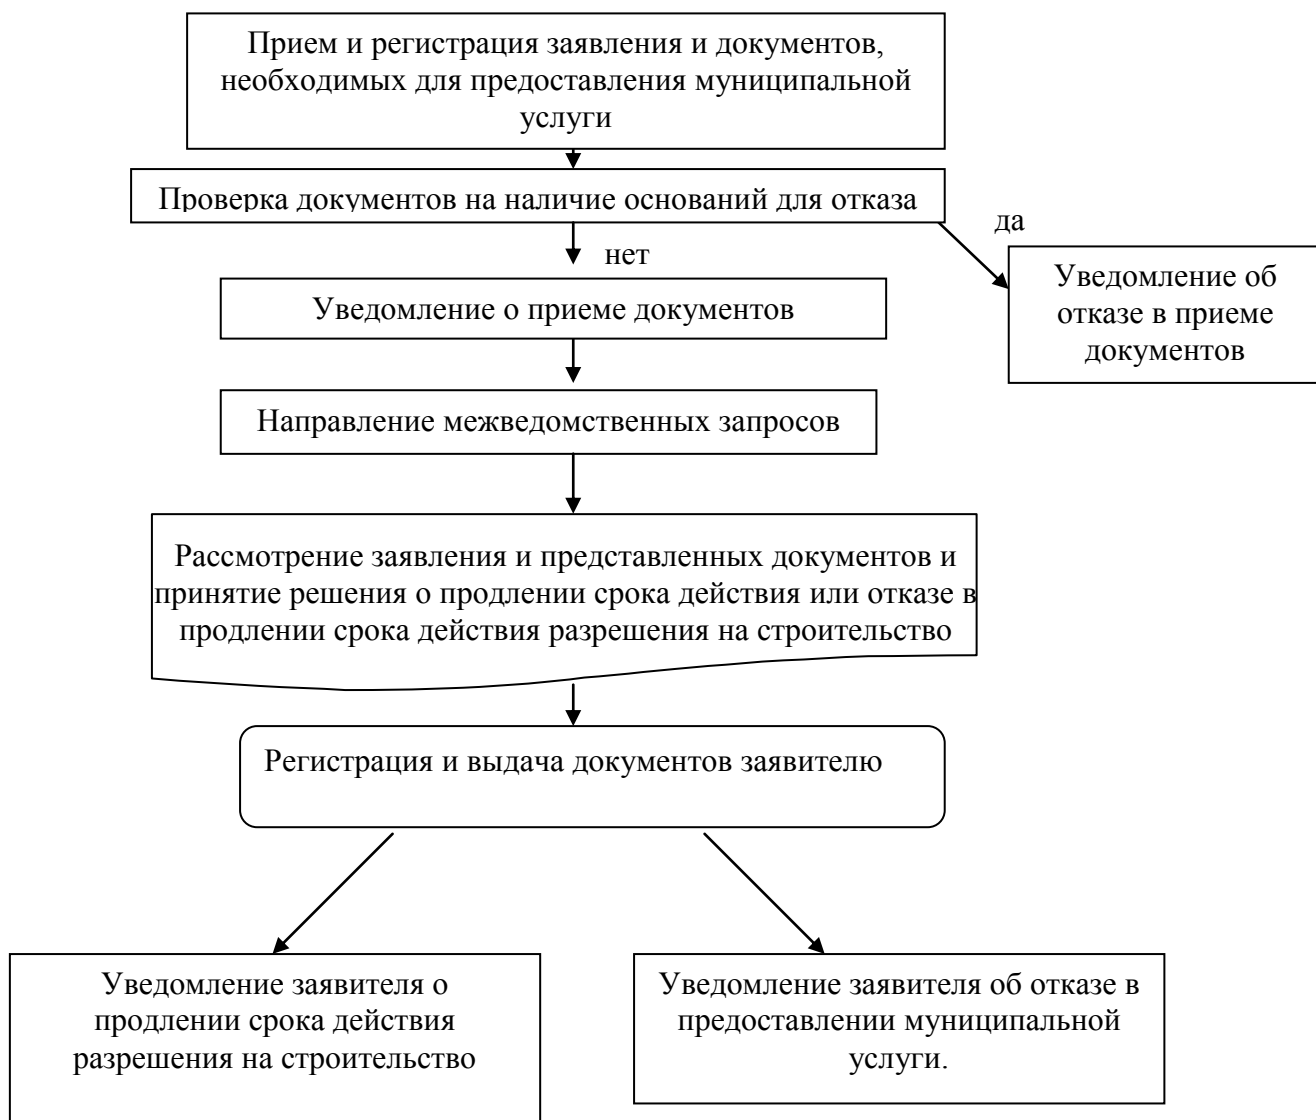 Прием и регистрация заявления и документов,
необходимых для предоставления муниципальной
услуги
Проверка документов на наличие оснований для отказа
да
нет
Уведомление об
отказе в приеме
документов
Уведомление о приеме документов
Направление межведомственных запросов
Рассмотрение заявления и представленных документов и
принятие решения о продлении срока действия или отказе в
продлении срока действия разрешения на строительство
Регистрация и выдача документов заявителю
Уведомление заявителя о
продлении срока действия
разрешения на строительство
Уведомление заявителя об отказе в
предоставлении муниципальной
услуги.